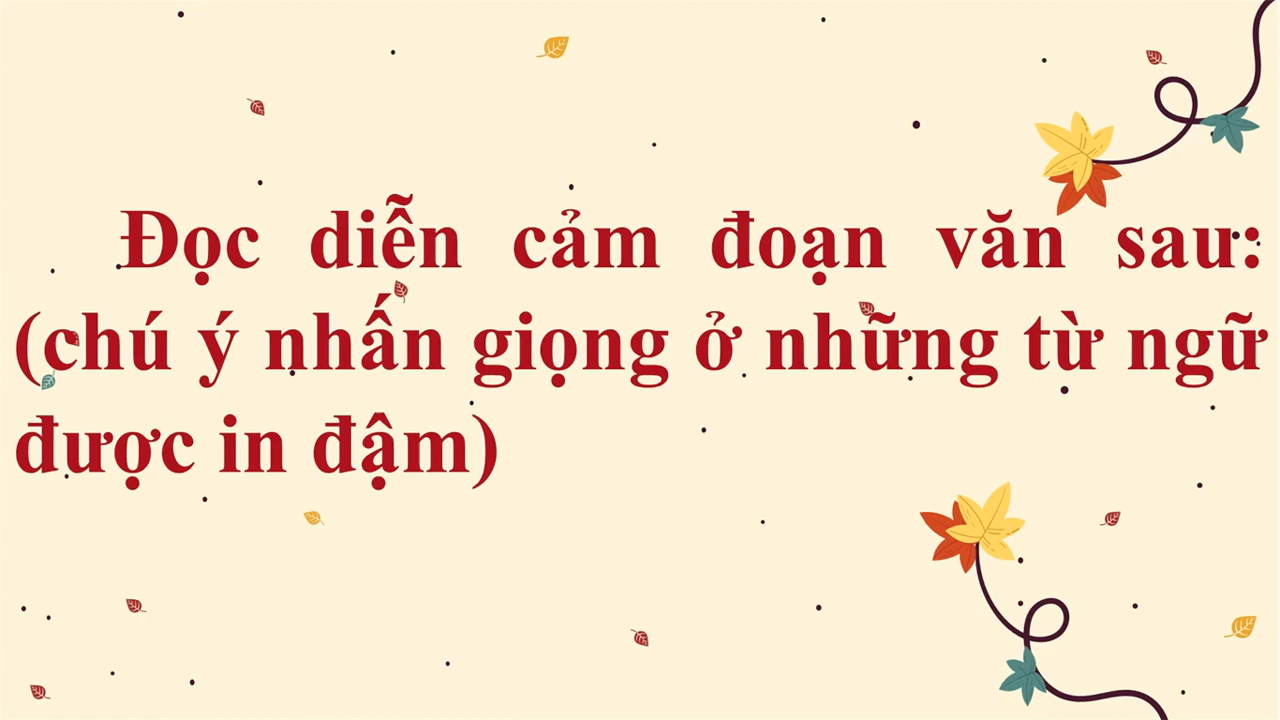 Đọc diễn cảm đoạn văn sau:
(chú ý nhấn giọng ở những từ ngữ
được in đậm)